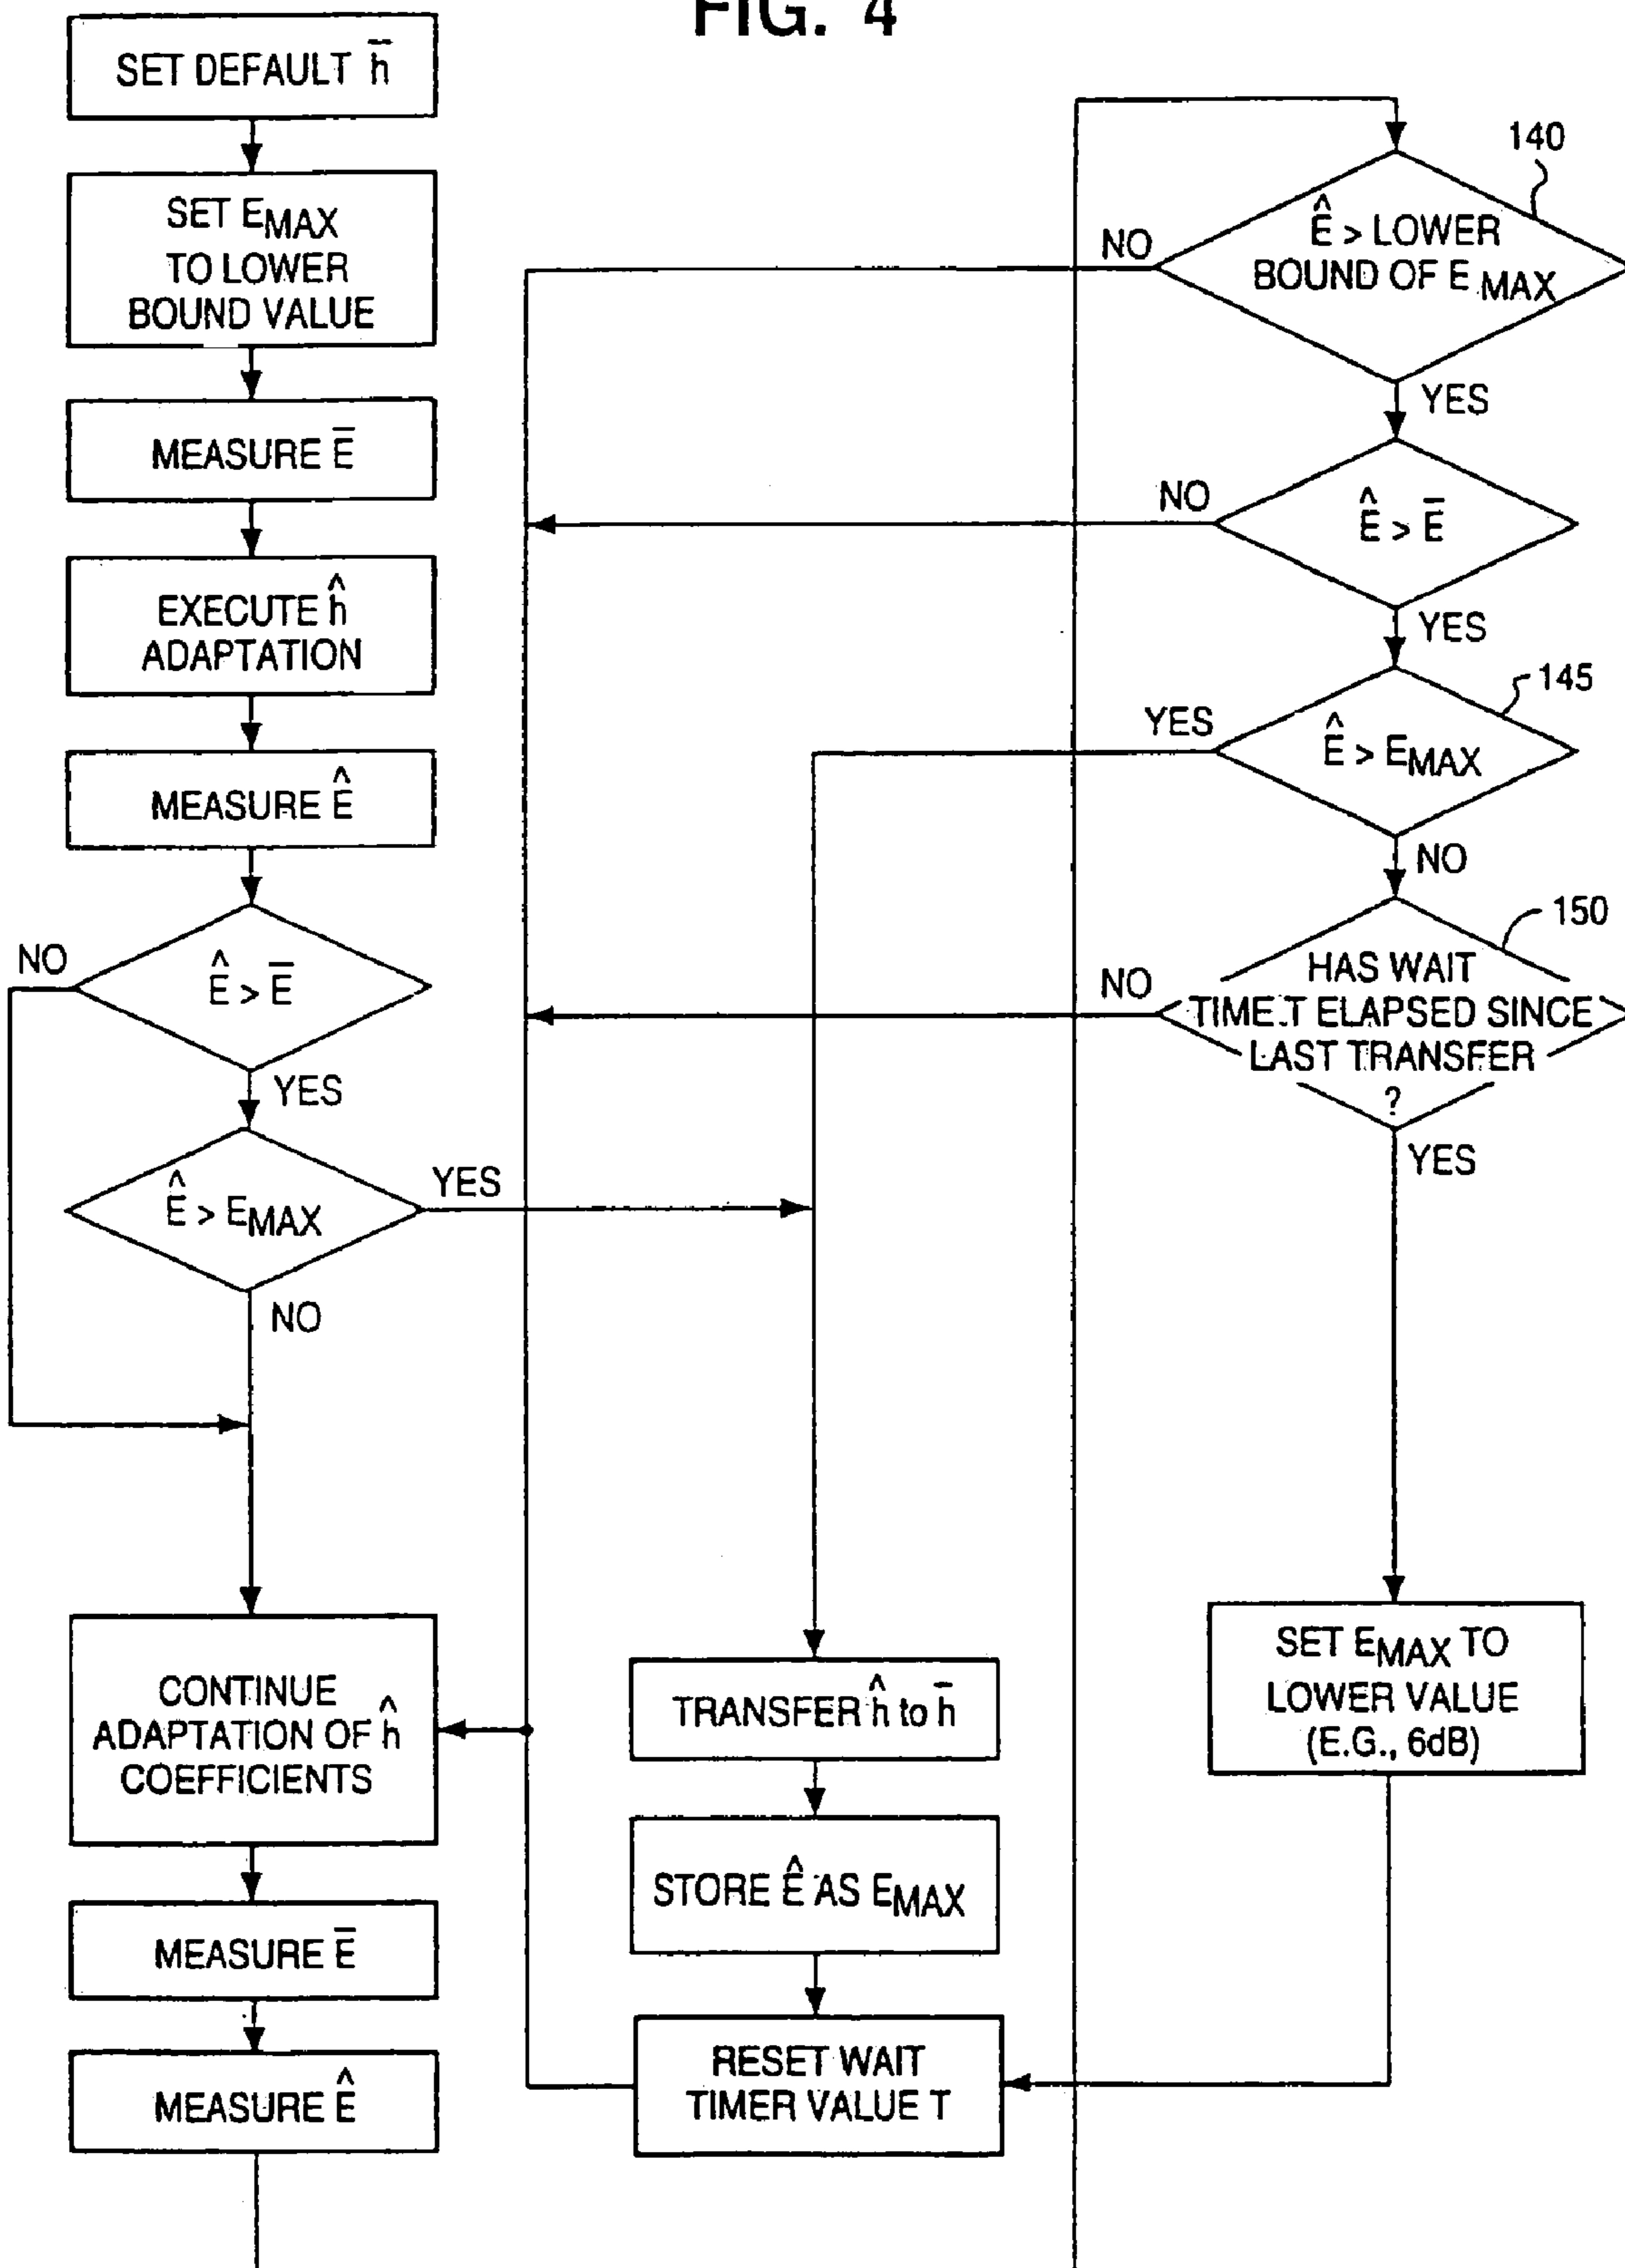 FIG. 4
SET DEFAULT h̄
SET EMAX
TO LOWER
BOUND VALUE
MEASURE Ē
EXECUTE ĥ
ADAPTATION
MEASURE Ê
Ê > Ē
NO
YES
Ê > EMAX
YES
NO
CONTINUE
ADAPTATION OF ĥ
COEFFICIENTS
MEASURE Ē
MEASURE Ê
TRANSFER ĥ to h̄
STORE Ê AS EMAX
RESET WAIT
TIMER VALUE T
140
Ê > LOWER
BOUND OF E MAX
NO
YES
Ê > Ē
NO
YES
145
Ê > EMAX
YES
NO
150
HAS WAIT
TIME T ELAPSED SINCE
LAST TRANSFER
?
NO
YES
SET EMAX TO
LOWER VALUE
(E.G., 6dB)